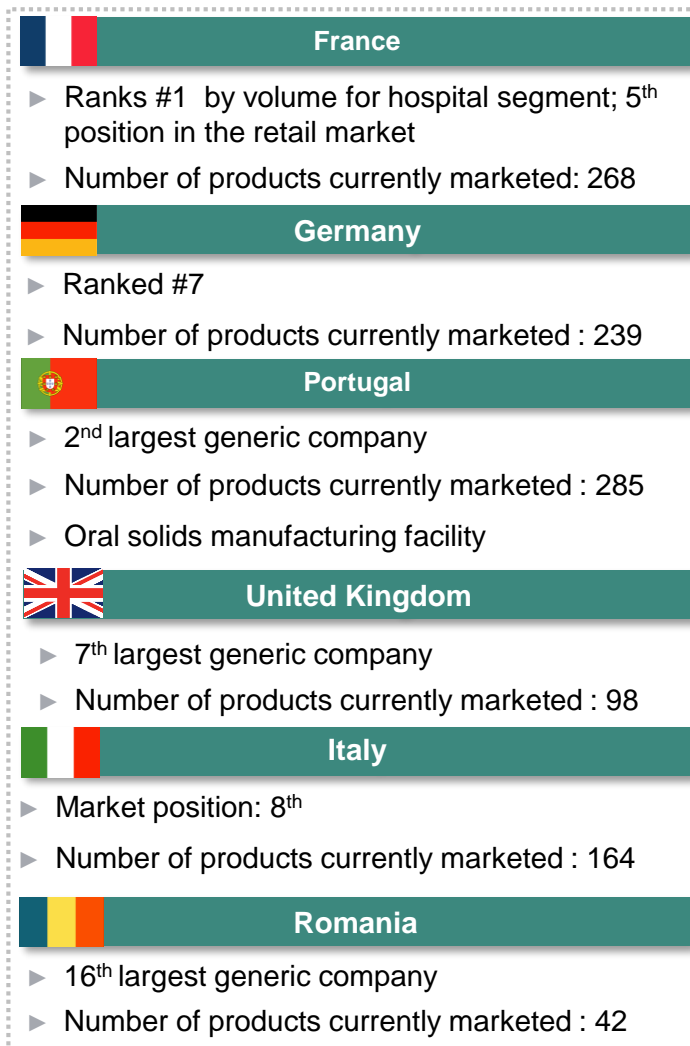 France
► Ranks #1 by volume for hospital segment; 5th
position in the retail market
► Number of products currently marketed: 268
Germany
► Ranked #7
► Number of products currently marketed : 239
Portugal
► 2nd largest generic company
► Number of products currently marketed : 285
► Oral solids manufacturing facility
United Kingdom
► 7th largest generic company
► Number of products currently marketed : 98
Italy
► Market position: 8th
► Number of products currently marketed : 164
Romania
► 16th largest generic company
► Number of products currently marketed : 42